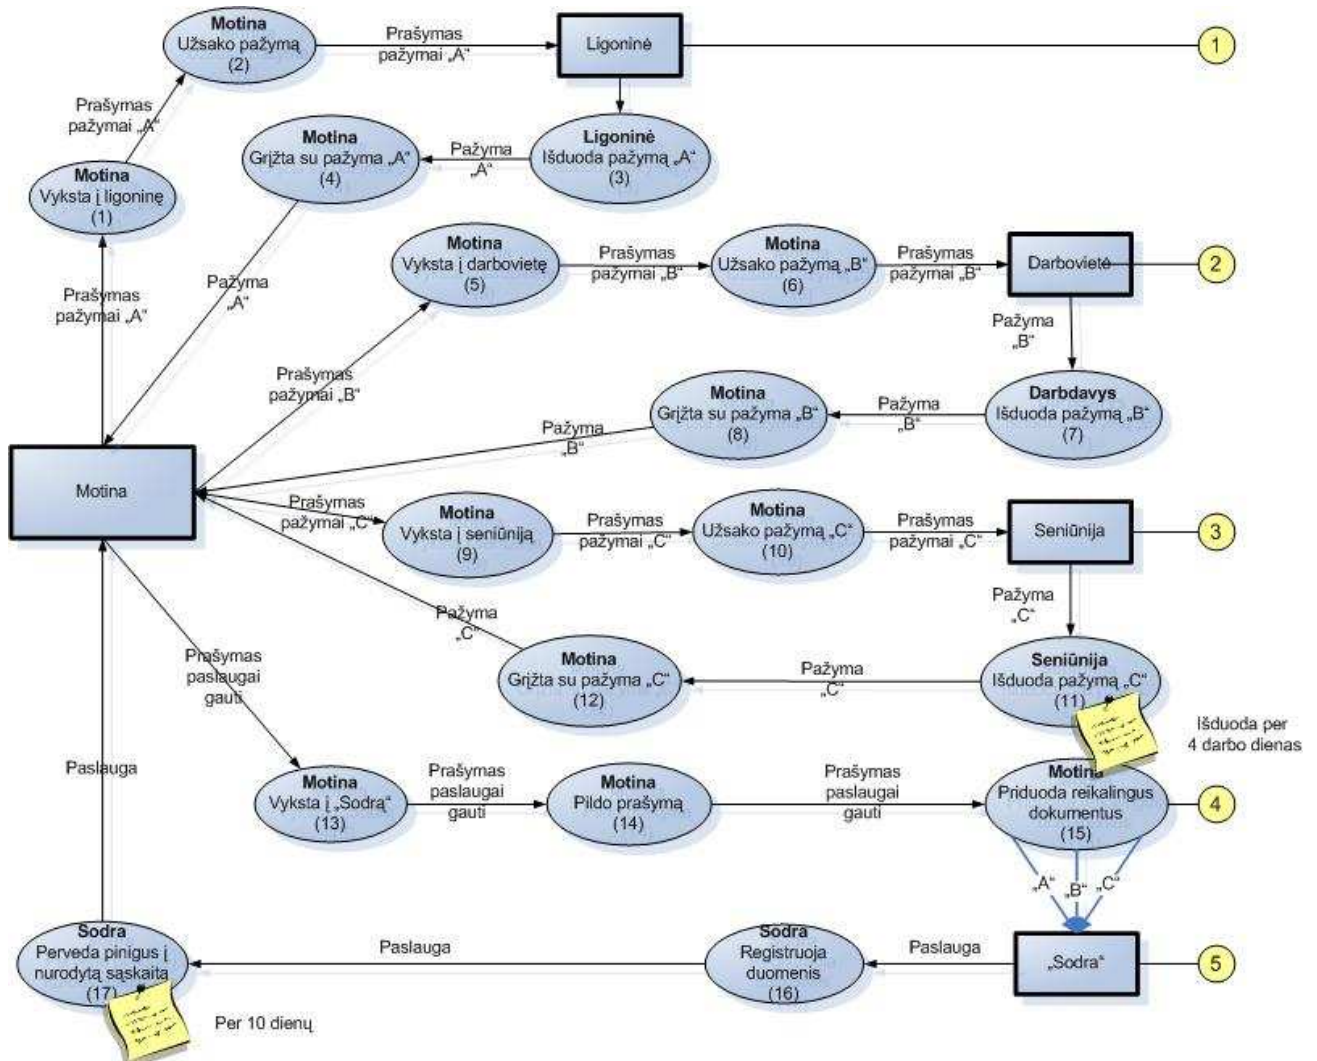 Motina
Užsako pažymą
(2)
Prašymas
pažymai „A“
Ligoninė
1
Prašymas
pažymai „A“
Motina
Vyksta į ligoninę
(1)
Motina
Grįžta su pažyma „A“
(4)
Pažyma
„A“
Ligoninė
Išduoda pažymą „A“
(3)
Prašymas
pažymai „A“
Pažyma
„A“
Motina
Vyksta į darbovietę
(5)
Prašymas
pažymai „B“
Motina
Užsako pažymą „B“
(6)
Prašymas
pažymai „B“
Darbovietė
2
Prašymas
pažymai „B“
Pažyma
„B“
Motina
Grįžta su pažyma „B“
(8)
Pažyma
„B“
Darbdavys
Išduoda pažymą „B“
(7)
Pažyma
„B“
Motina
Prašymas
pažymai „C“
Motina
Vyksta į seniūniją
(9)
Prašymas
pažymai „C“
Motina
Užsako pažymą „C“
(10)
Prašymas
pažymai „C“
Seniūnija
3
Pažyma
„C“
Pažyma
„C“
Motina
Grįžta su pažyma „C“
(12)
Pažyma
„C“
Seniūnija
Išduoda pažymą „C“
(11)
Išduoda per
4 darbo dienas
Prašymas
paslaugai
gauti
Paslauga
Motina
Vyksta į „Sodrą“
(13)
Prašymas
paslaugai
gauti
Motina
Pildo prašymą
(14)
Prašymas
paslaugai
gauti
Motina
Priduoda reikalingus
dokumentus
(15)
4
„A“
„B“
„C“
Sodra
Perveda pinigus į
nurodytą sąskaitą
(17)
Per 10 dienų
Paslauga
Sodra
Registruoja
duomenis
(16)
Paslauga
„Sodra“
5